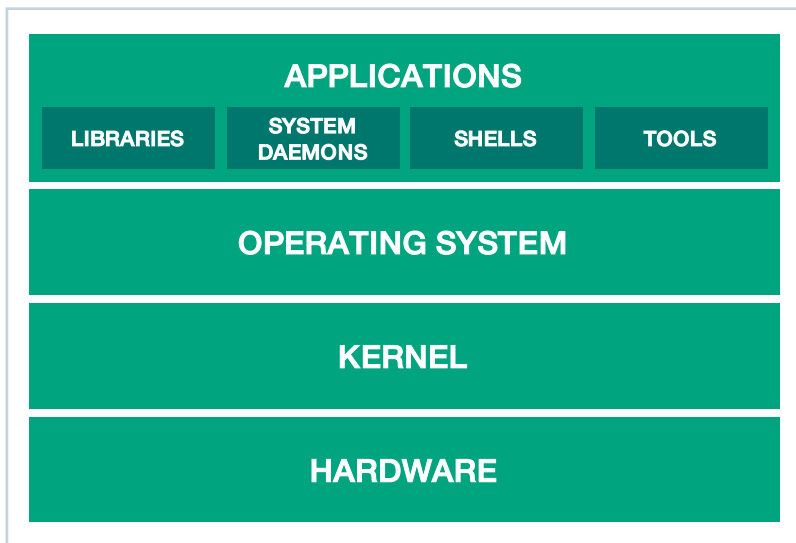 APPLICATIONS
LIBRARIES
SYSTEM
DAEMONS
SHELLS
TOOLS
OPERATING SYSTEM
KERNEL
HARDWARE